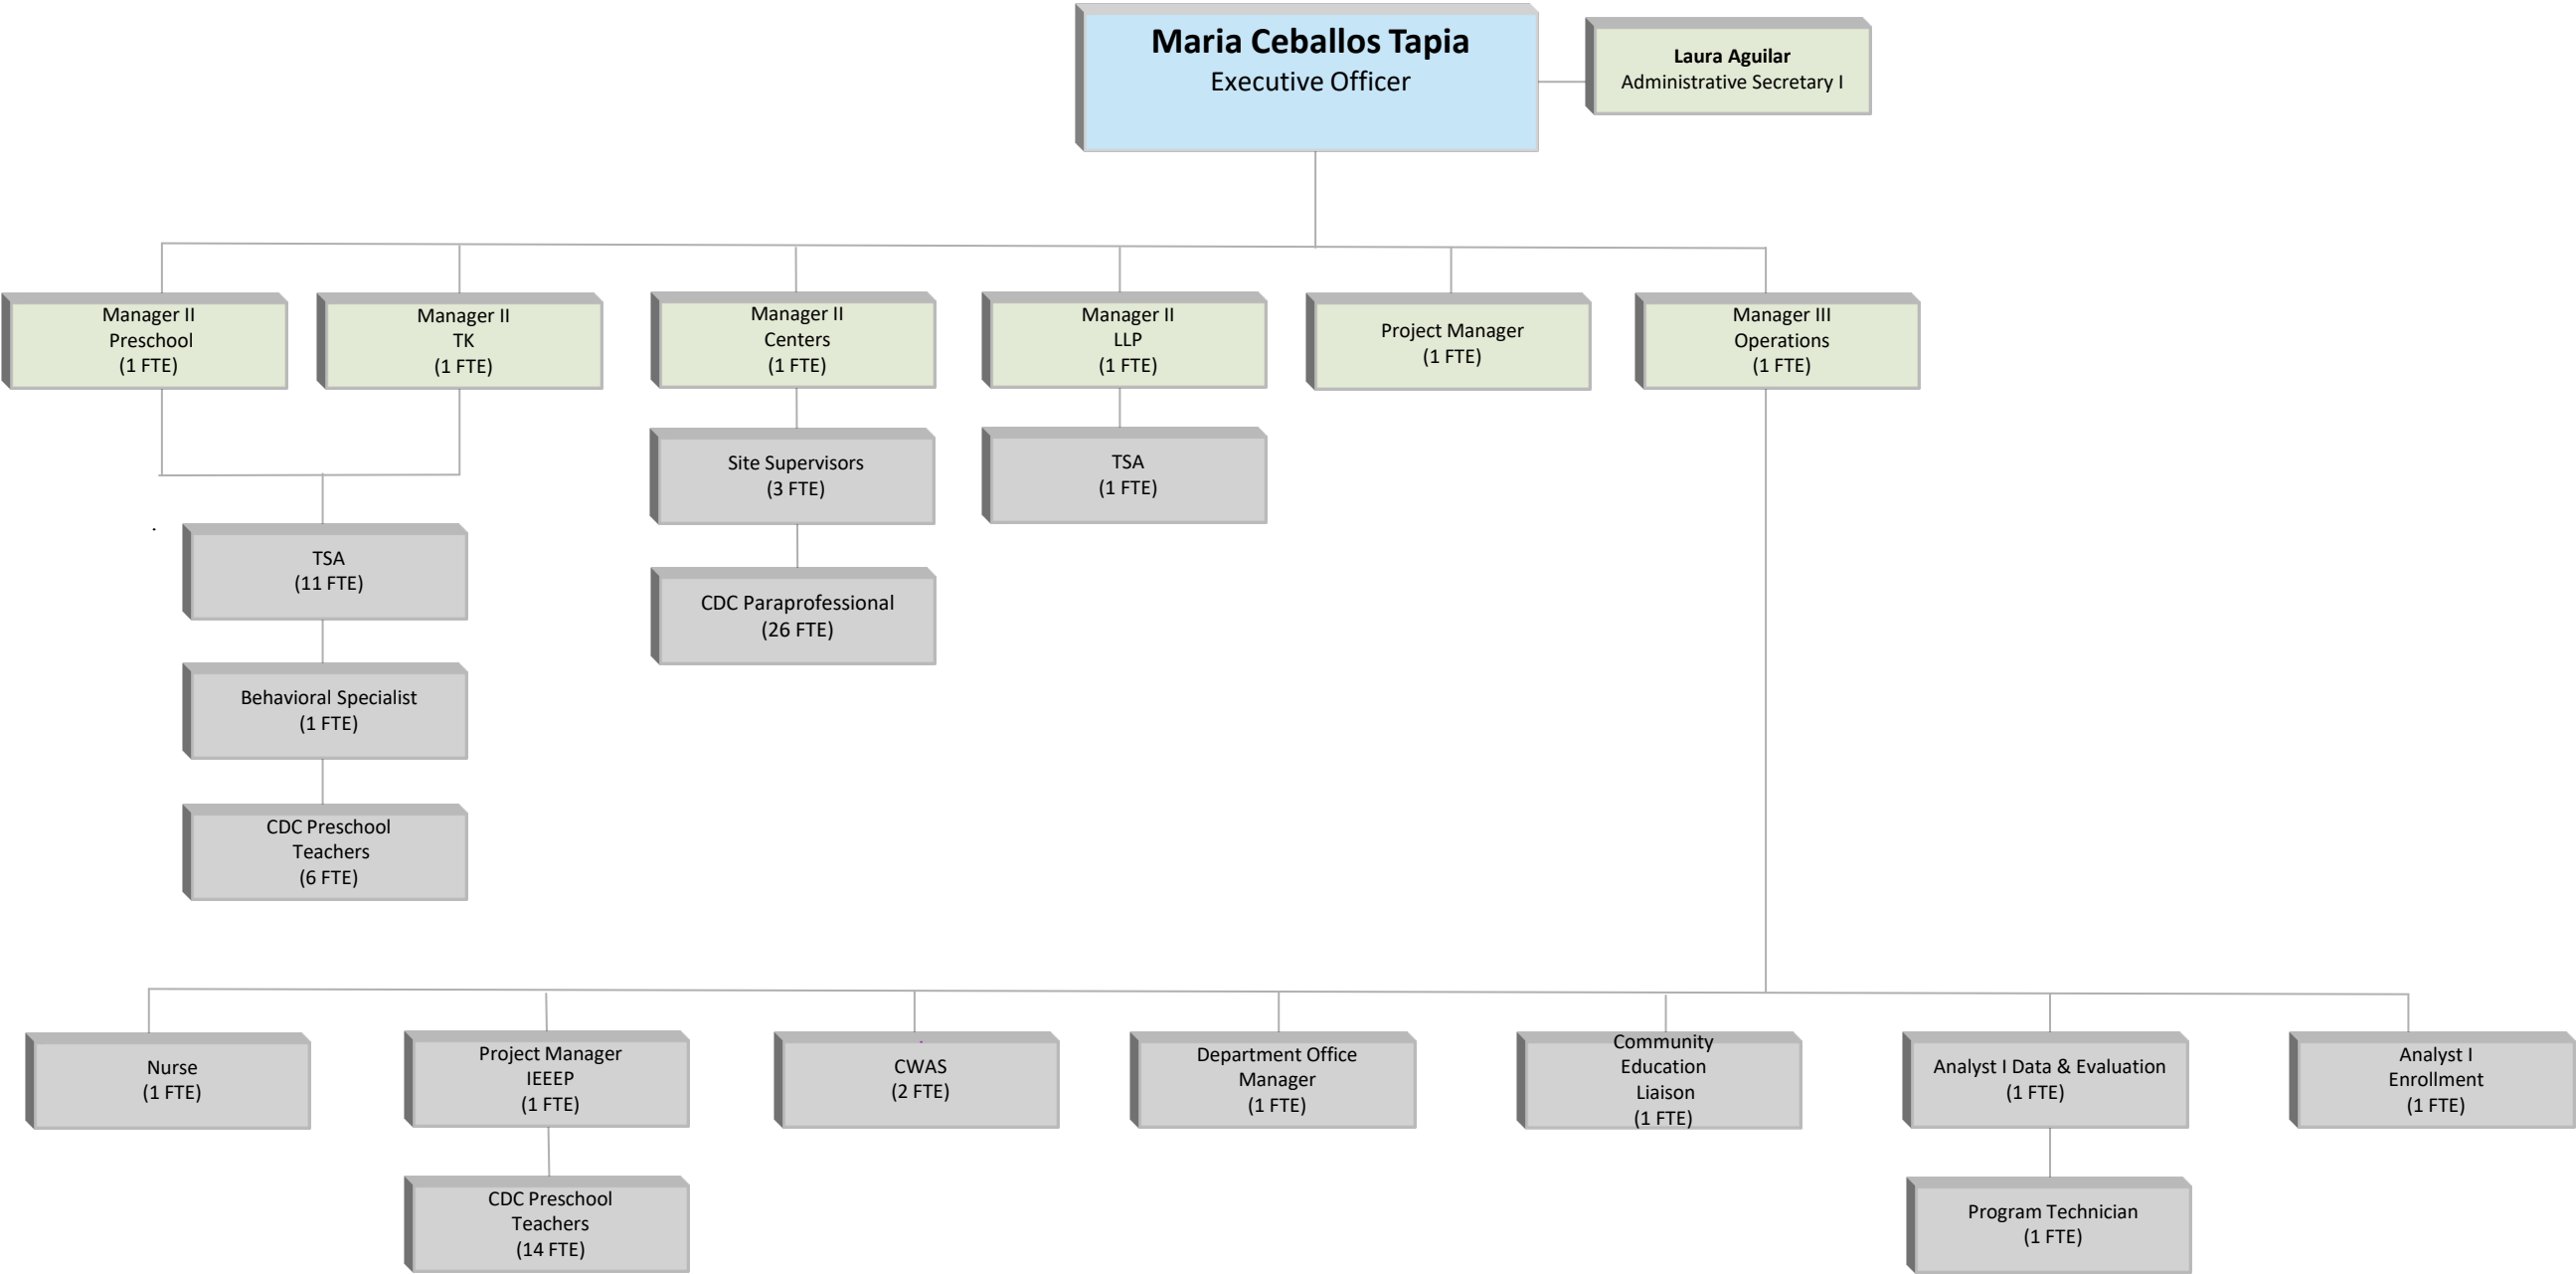 Maria Ceballos Tapia
Executive Officer
Laura Aguilar
Administrative Secretary I
Manager II
Preschool
(1 FTE)
Manager II
TK
(1 FTE)
Manager II
Centers
(1 FTE)
Manager II
LLP
(1 FTE)
Project Manager
(1 FTE)
Manager III
Operations
(1 FTE)
Site Supervisors
(3 FTE)
TSA
(1 FTE)
TSA
(11 FTE)
CDC Paraprofessional
(26 FTE)
Behavioral Specialist
(1 FTE)
CDC Preschool
Teachers
(6 FTE)
Nurse
(1 FTE)
Project Manager
IEEEP
(1 FTE)
CWAS
(2 FTE)
Department Office
Manager
(1 FTE)
Community
Education
Liaison
(1 FTE)
Analyst I Data & Evaluation
(1 FTE)
Analyst I
Enrollment
(1 FTE)
CDC Preschool
Teachers
(14 FTE)
Program Technician
(1 FTE)